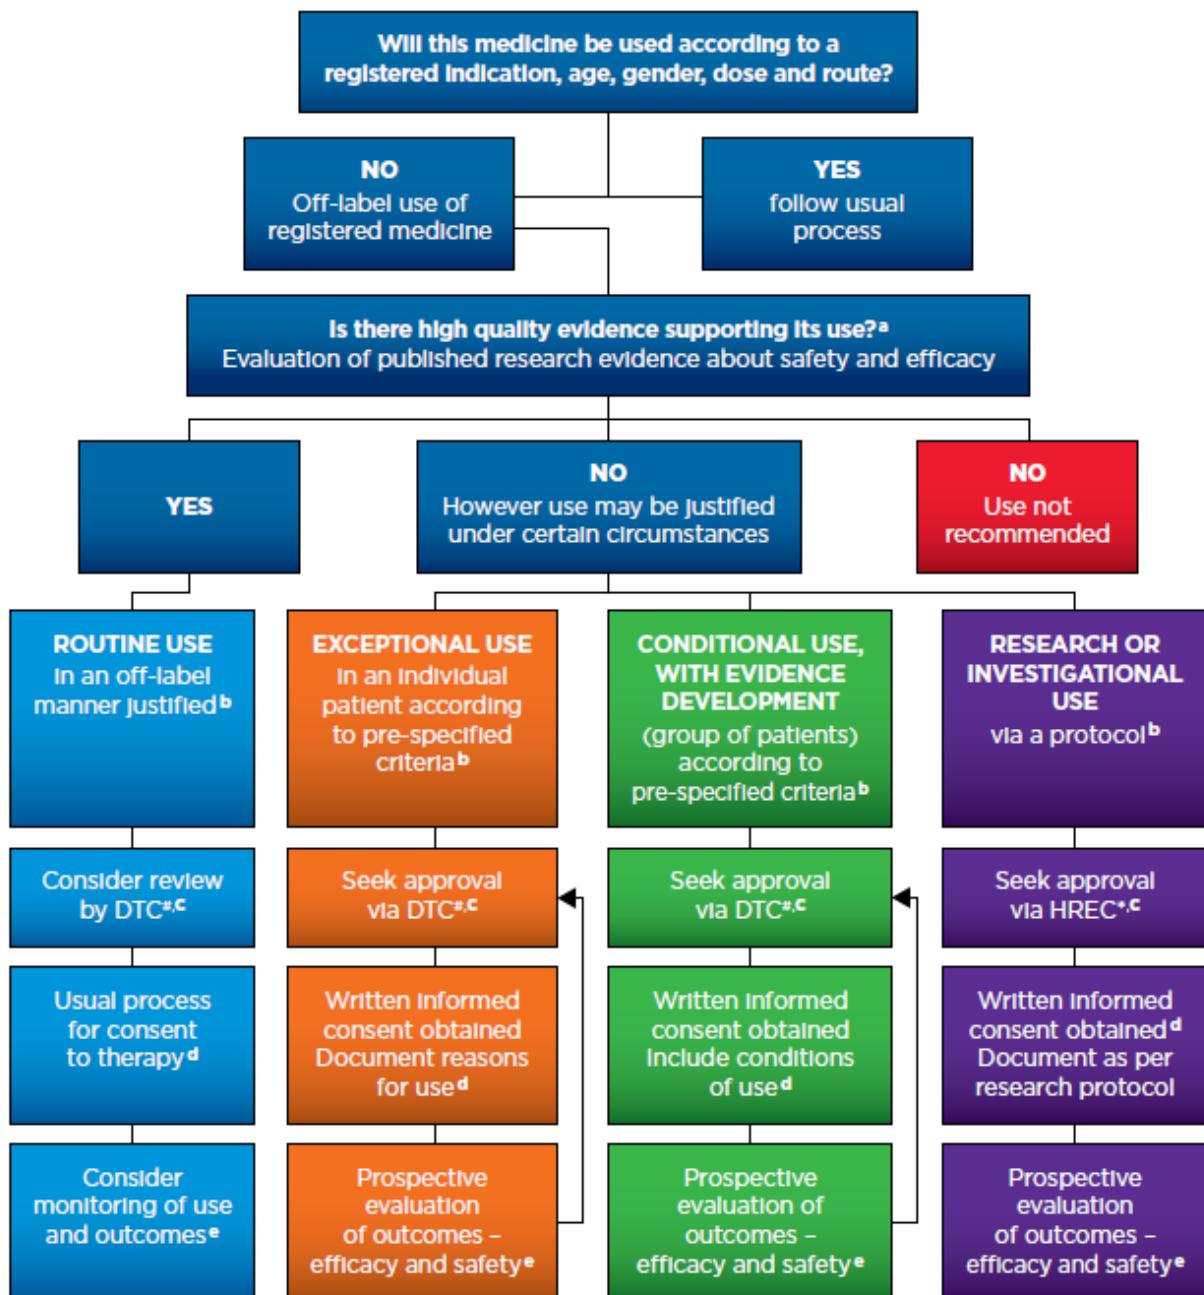 Will this medicine be used according to a
registered indication, age, gender, dose and route?
NO
Off-label use of
registered medicine
YES
follow usual
process
Is there high quality evidence supporting its use?ᵃ
Evaluation of published research evidence about safety and efficacy
YES
NO
However use may be justified
under certain circumstances
NO
Use not
recommended
ROUTINE USE
in an off-label
manner justifiedᵇ
EXCEPTIONAL USE
in an individual
patient according
to pre-specified
criteriaᵇ
CONDITIONAL USE,
WITH EVIDENCE
DEVELOPMENT
(group of patients)
according to
pre-specified criteriaᵇ
RESEARCH OR
INVESTIGATIONAL
USE
via a protocolᵇ
Consider review
by DTC#,C
Seek approval
via DTC#,C
Seek approval
via DTC#,C
Seek approval
via HREC*,C
Usual process
for consent
to therapyᵈ
Written informed
consent obtained
Document reasons
for useᵈ
Written informed
consent obtained
Include conditions
of useᵈ
Written informed
consent obtainedᵈ
Document as per
research protocol
Consider
monitoring of use
and outcomesᵉ
Prospective
evaluation
of outcomes –
efficacy and safetyᵉ
Prospective
evaluation of
outcomes –
efficacy and safetyᵉ
Prospective
evaluation
of outcomes –
efficacy and safetyᵉ